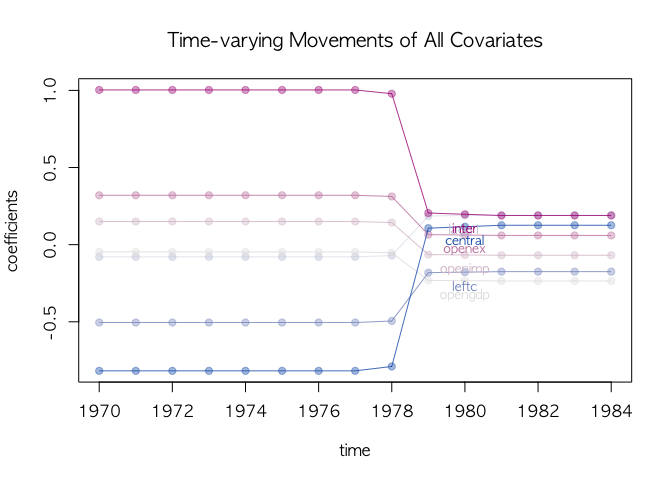 Time-varying Movements of All Covariates
coefficients
1.0
0.5
0.0
-0.5
inter
central
openex
openimp
leftc
opengdp
1970 1972 1974 1976 1978 1980 1982 1984
time